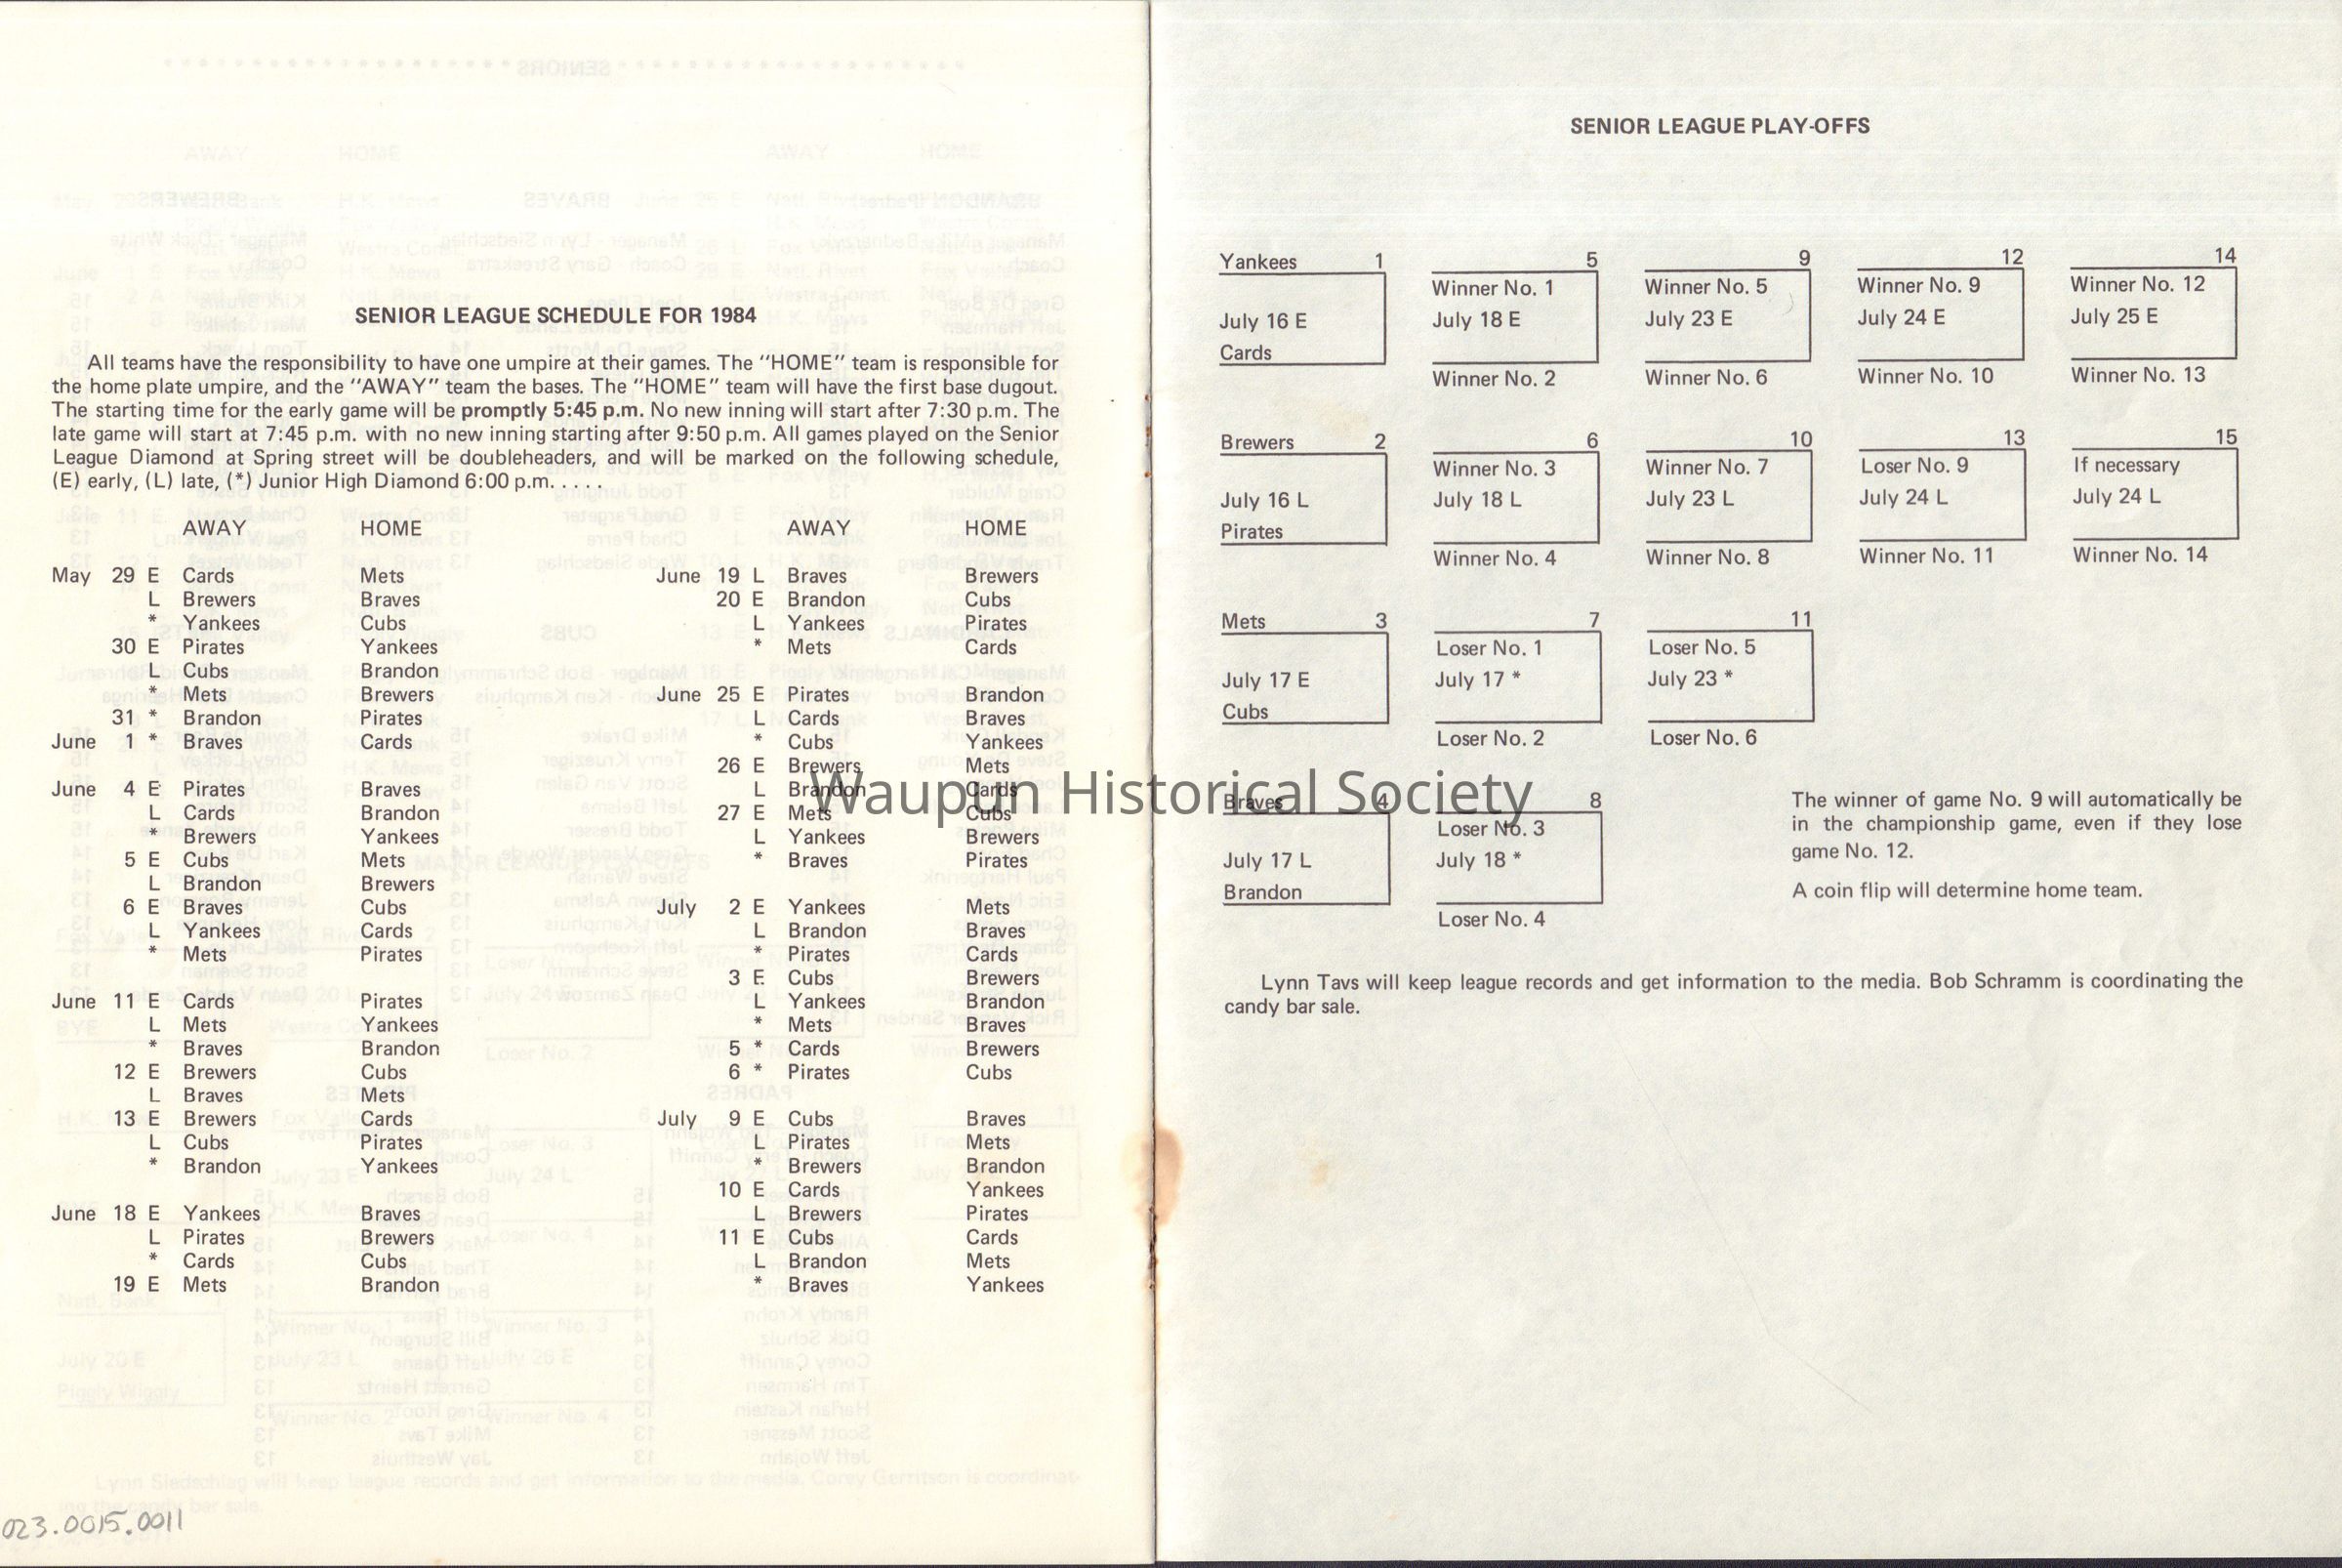 SENIOR LEAGUE SCHEDULE FOR 1984
All teams have the responsibility to have one umpire at their games. The "HOME" team is responsible for
the home plate umpire, and the "AWAY" team the bases. The "HOME" team will have the first base dugout.
The starting time for the early game will be promptly 5:45 p.m. No new inning will start after 7:30 p.m. The
late game will start at 7:45 p.m. with no new inning starting after 9:50 p.m. All games played on the Senior
League Diamond at Spring street will be doubleheaders, and will be marked on the following schedule,
(E) early, (L) late, (*) Junior High Diamond 6:00 p.m. . . . .
AWAY HOME
May 29 E Cards Mets
L Brewers Braves
* Yankees Cubs
30 E Pirates Yankees
L Cubs Brandon
* Mets Brewers
31 * Brandon Pirates
June 1 * Braves Cards
June 4 E Pirates Braves
L Cards Brandon
* Brewers Yankees
5 E Cubs Mets
L Brandon Brewers
6 E Braves Cubs
L Yankees Cards
* Mets Pirates
June 11 E Cards Pirates
L Mets Yankees
* Braves Brandon
12 E Brewers Cubs
L Braves Mets
13 E Brewers Cards
L Cubs Pirates
* Brandon Yankees
June 18 E Yankees Braves
L Pirates Brewers
* Cards Cubs
19 E Mets Brandon
AWAY HOME
June 19 L Braves Brewers
20 E Brandon Cubs
L Yankees Pirates
* Mets Cards
June 25 E Pirates Brandon
L Cards Braves
* Cubs Yankees
26 E Brewers Mets
L Brandon Cards
27 E Mets Cubs
L Yankees Brewers
* Braves Pirates
July 2 E Yankees Mets
L Brandon Braves
* Pirates Cards
3 E Cubs Brewers
L Yankees Brandon
* Mets Braves
5 * Cards Brewers
6 * Pirates Cubs
July 9 E Cubs Braves
L Pirates Mets
* Brewers Brandon
10 E Cards Yankees
L Brewers Pirates
11 E Cubs Cards
L Brandon Mets
* Braves Yankees
023.0015.0011
Waupun Historical Society
SENIOR LEAGUE PLAY-OFFS
Yankees 1
July 16 E
Cards
5
Winner No. 1
July 18 E
Winner No. 2
9
Winner No. 5
July 23 E
Winner No. 6
12
Winner No. 9
July 24 E
Winner No. 10
14
Winner No. 12
July 25 E
Winner No. 13
Brewers 2
July 16 L
Pirates
6
Winner No. 3
July 18 L
Winner No. 4
10
Winner No. 7
July 23 L
Winner No. 8
13
Loser No. 9
July 24 L
Winner No. 11
15
If necessary
July 24 L
Winner No. 14
Mets 3
July 17 E
Cubs
7
Loser No. 1
July 17 *
Loser No. 2
11
Loser No. 5
July 23 *
Loser No. 6
Braves 4
July 17 L
Brandon
8
Loser No. 3
July 18 *
Loser No. 4
The winner of game No. 9 will automatically be
in the championship game, even if they lose
game No. 12.
A coin flip will determine home team.
Lynn Tavs will keep league records and get information to the media. Bob Schramm is coordinating the
candy bar sale.